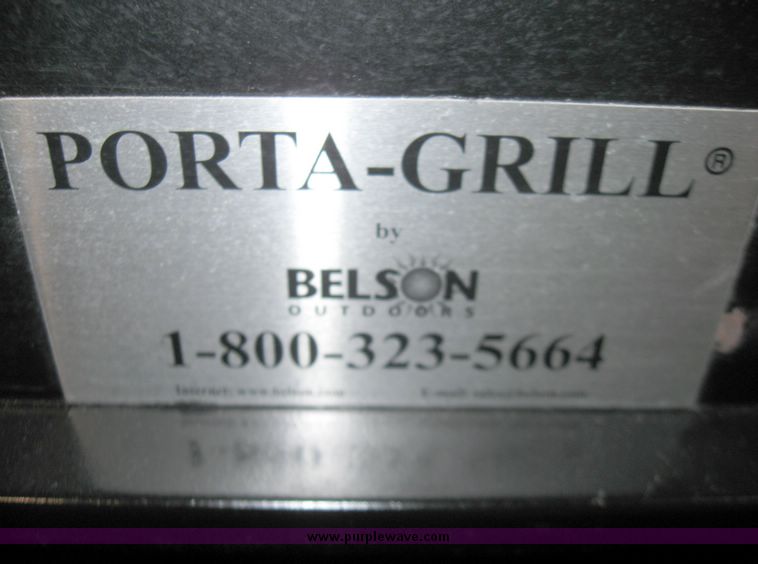 PORTA-GRILL®
by
BELSON
OUTDOORS
1-800-323-5664
Internet: www.belson.com E-mail: sales@belson.com
www.purplewave.com